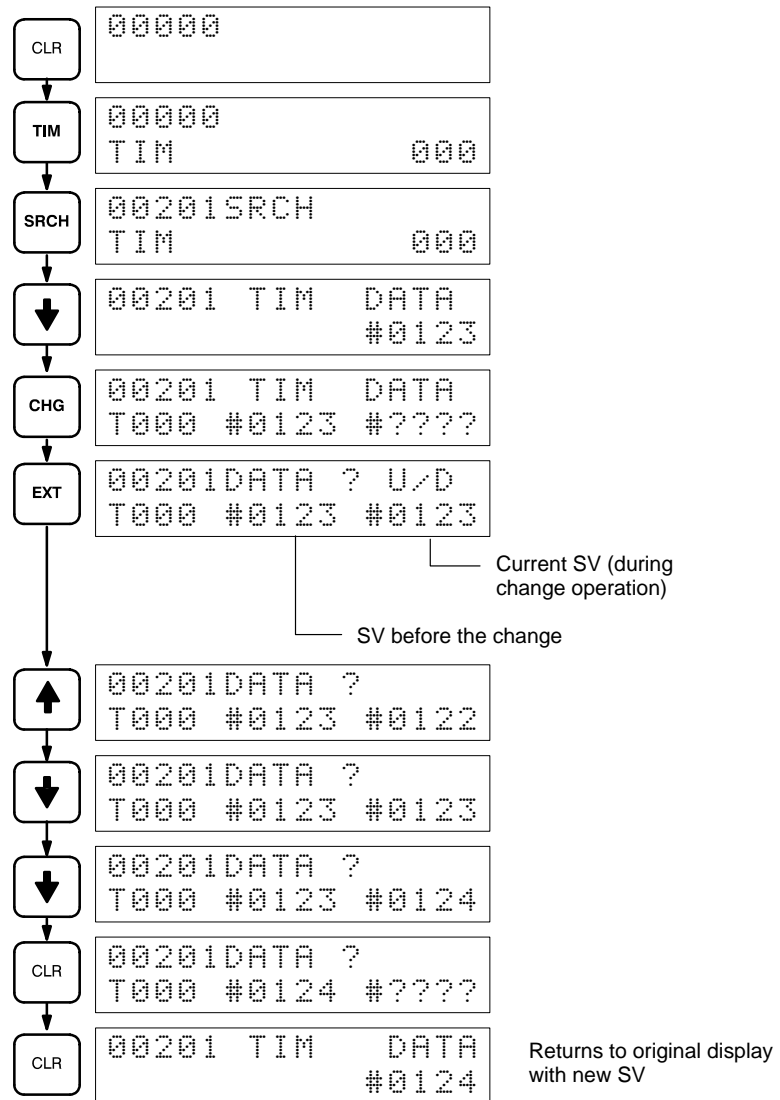 CLR
00000
TIM
00000
TIM 000
SRCH
00201SRCH
TIM 000
00201 TIM DATA
#0123
CHG
00201 TIM DATA
T000 #0123 #????
EXT
00201DATA ? U/D
T000 #0123 #0123
Current SV (during
change operation)
SV before the change
00201DATA ?
T000 #0123 #0122
00201DATA ?
T000 #0123 #0123
00201DATA ?
T000 #0123 #0124
CLR
00201DATA ?
T000 #0124 #????
CLR
00201 TIM DATA
#0124
Returns to original display
with new SV